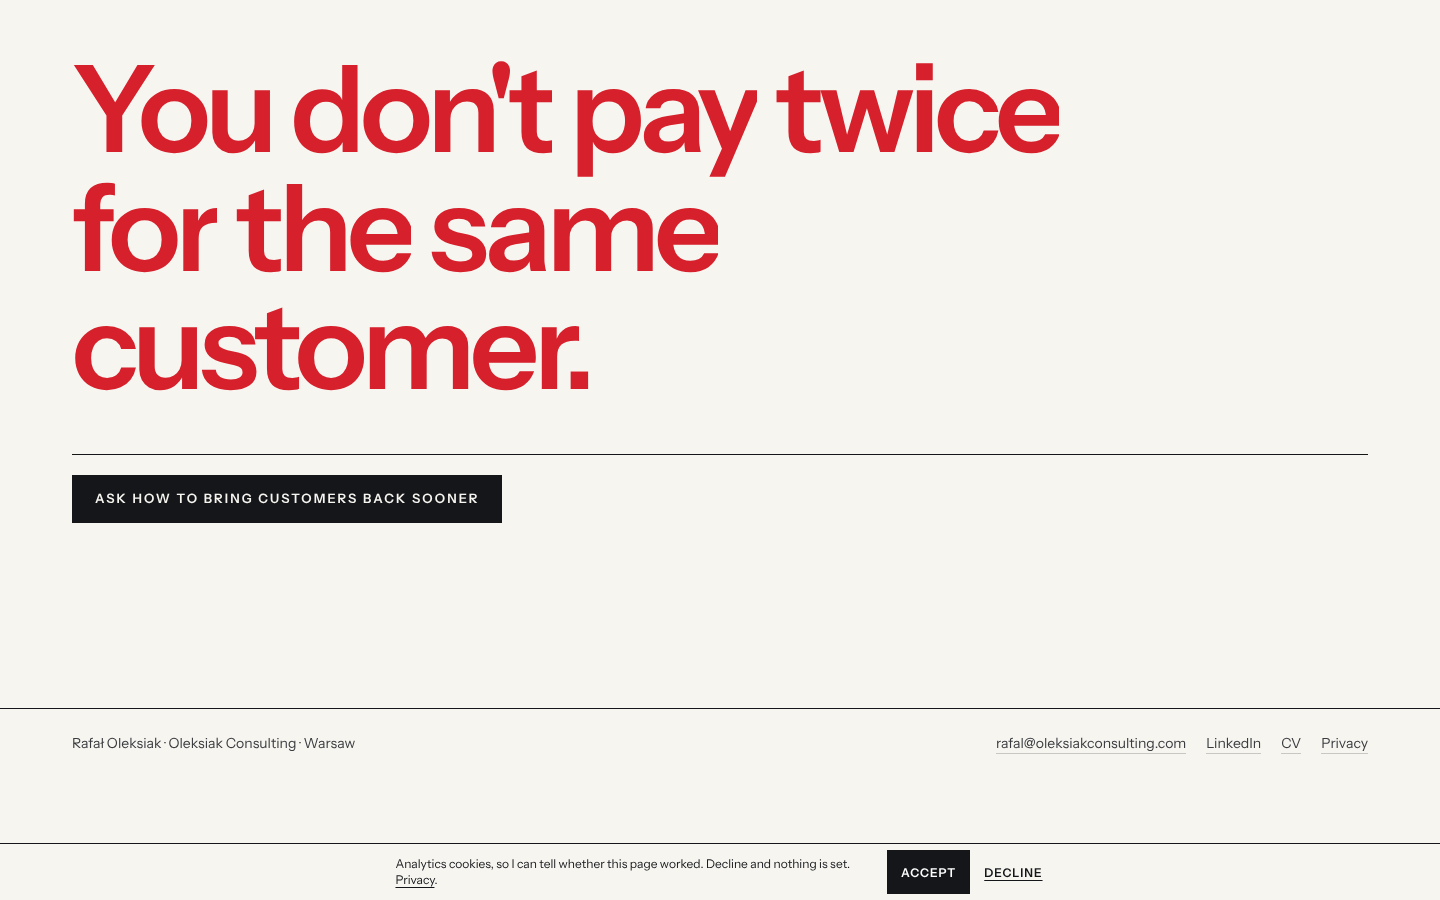 You don't pay twice
for the same
customer.
ASK HOW TO BRING CUSTOMERS BACK SOONER
Rafał Oleksiak · Oleksiak Consulting · Warsaw
rafal@oleksiakconsulting.com LinkedIn CV Privacy
Analytics cookies, so I can tell whether this page worked. Decline and nothing is set.
Privacy.
ACCEPT DECLINE